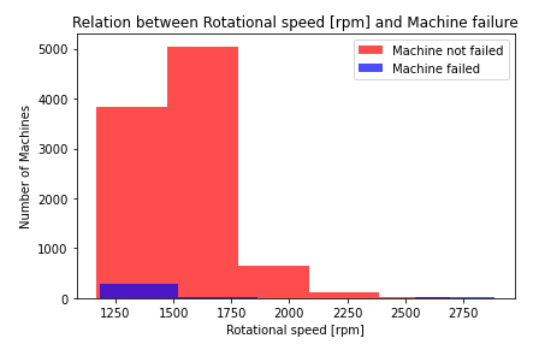 Relation between Rotational speed [rpm] and Machine failure
Machine not failed
Machine failed
5000
4000
3000
2000
1000
0
Number of Machines
1250 1500 1750 2000 2250 2500 2750
Rotational speed [rpm]